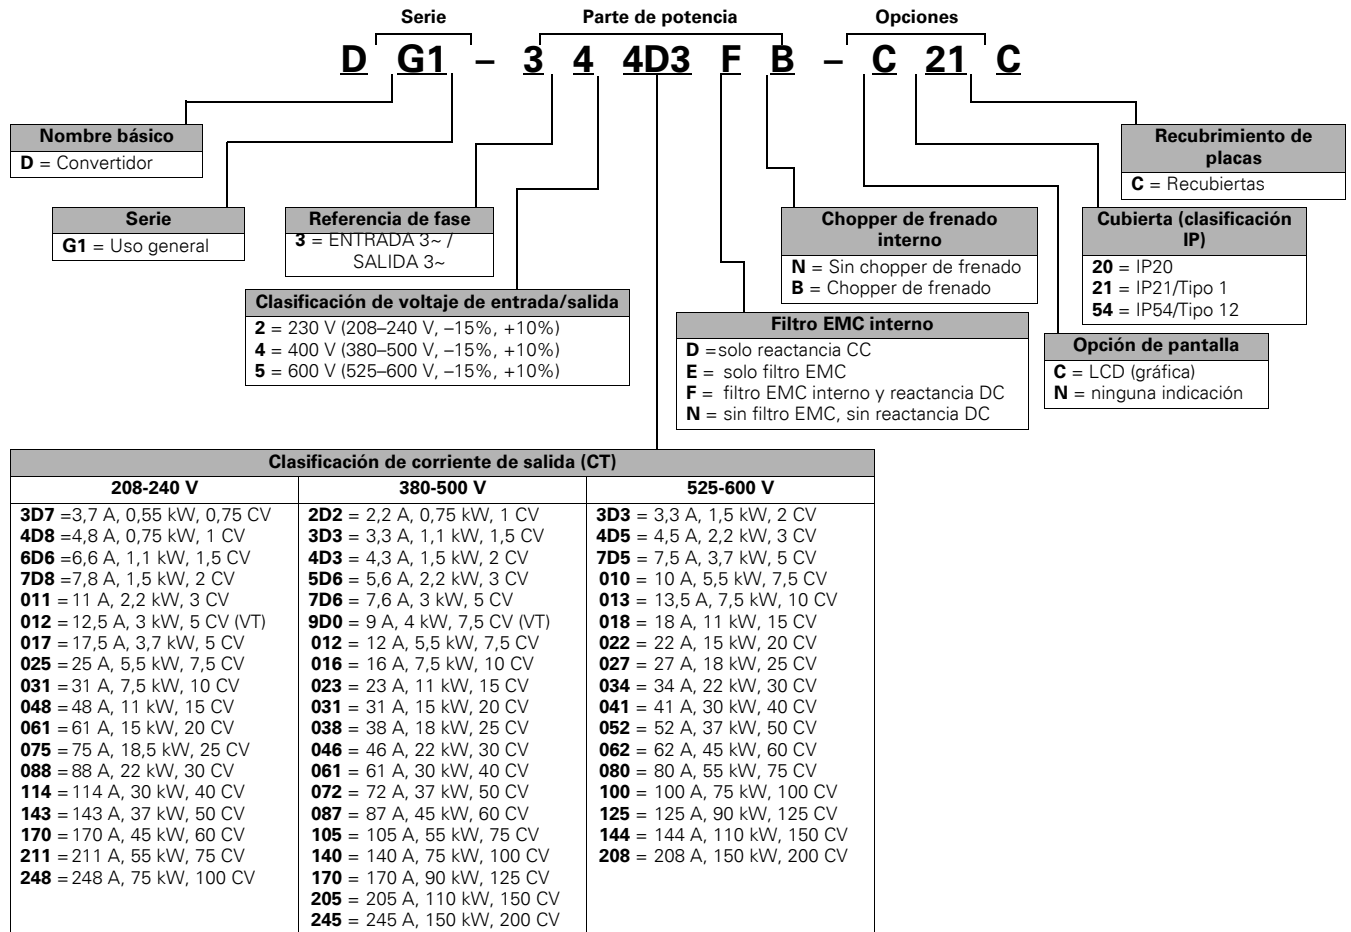 Serie Parte de potencia Opciones
D G1 – 3 4 4D3 F B – C 21 C
Nombre básico
D = Convertidor
Serie
G1 = Uso general
Referencia de fase
3 = ENTRADA 3~ /
SALIDA 3~
Clasificación de voltaje de entrada/salida
2 = 230 V (208–240 V, –15%, +10%)
4 = 400 V (380–500 V, –15%, +10%)
5 = 600 V (525–600 V, –15%, +10%)
Recubrimiento de
placas
C = Recubiertas
Chopper de frenado
interno
N = Sin chopper de frenado
B = Chopper de frenado
Cubierta (clasificación
IP)
20 = IP20
21 = IP21/Tipo 1
54 = IP54/Tipo 12
Filtro EMC interno
D =solo reactancia CC
E = solo filtro EMC
F = filtro EMC interno y reactancia DC
N = sin filtro EMC, sin reactancia DC
Opción de pantalla
C = LCD (gráfica)
N = ninguna indicación
Clasificación de corriente de salida (CT)
208-240 V
3D7 =3,7 A, 0,55 kW, 0,75 CV
4D8 =4,8 A, 0,75 kW, 1 CV
6D6 =6,6 A, 1,1 kW, 1,5 CV
7D8 =7,8 A, 1,5 kW, 2 CV
011 = 11 A, 2,2 kW, 3 CV
012 = 12,5 A, 3 kW, 5 CV (VT)
017 = 17,5 A, 3,7 kW, 5 CV
025 = 25 A, 5,5 kW, 7,5 CV
031 = 31 A, 7,5 kW, 10 CV
048 = 48 A, 11 kW, 15 CV
061 = 61 A, 15 kW, 20 CV
075 = 75 A, 18,5 kW, 25 CV
088 = 88 A, 22 kW, 30 CV
114 = 114 A, 30 kW, 40 CV
143 = 143 A, 37 kW, 50 CV
170 = 170 A, 45 kW, 60 CV
211 = 211 A, 55 kW, 75 CV
248 = 248 A, 75 kW, 100 CV
380-500 V
2D2 = 2,2 A, 0,75 kW, 1 CV
3D3 = 3,3 A, 1,1 kW, 1,5 CV
4D3 = 4,3 A, 1,5 kW, 2 CV
5D6 = 5,6 A, 2,2 kW, 3 CV
7D6 = 7,6 A, 3 kW, 5 CV
9D0 = 9 A, 4 kW, 7,5 CV (VT)
012 = 12 A, 5,5 kW, 7,5 CV
016 = 16 A, 7,5 kW, 10 CV
023 = 23 A, 11 kW, 15 CV
031 = 31 A, 15 kW, 20 CV
038 = 38 A, 18 kW, 25 CV
046 = 46 A, 22 kW, 30 CV
061 = 61 A, 30 kW, 40 CV
072 = 72 A, 37 kW, 50 CV
087 = 87 A, 45 kW, 60 CV
105 = 105 A, 55 kW, 75 CV
140 = 140 A, 75 kW, 100 CV
170 = 170 A, 90 kW, 125 CV
205 = 205 A, 110 kW, 150 CV
245 = 245 A, 150 kW, 200 CV
525-600 V
3D3 = 3,3 A, 1,5 kW, 2 CV
4D5 = 4,5 A, 2,2 kW, 3 CV
7D5 = 7,5 A, 3,7 kW, 5 CV
010 = 10 A, 5,5 kW, 7,5 CV
013 = 13,5 A, 7,5 kW, 10 CV
018 = 18 A, 11 kW, 15 CV
022 = 22 A, 15 kW, 20 CV
027 = 27 A, 18 kW, 25 CV
034 = 34 A, 22 kW, 30 CV
041 = 41 A, 30 kW, 40 CV
052 = 52 A, 37 kW, 50 CV
062 = 62 A, 45 kW, 60 CV
080 = 80 A, 55 kW, 75 CV
100 = 100 A, 75 kW, 100 CV
125 = 125 A, 90 kW, 125 CV
144 = 144 A, 110 kW, 150 CV
208 = 208 A, 150 kW, 200 CV